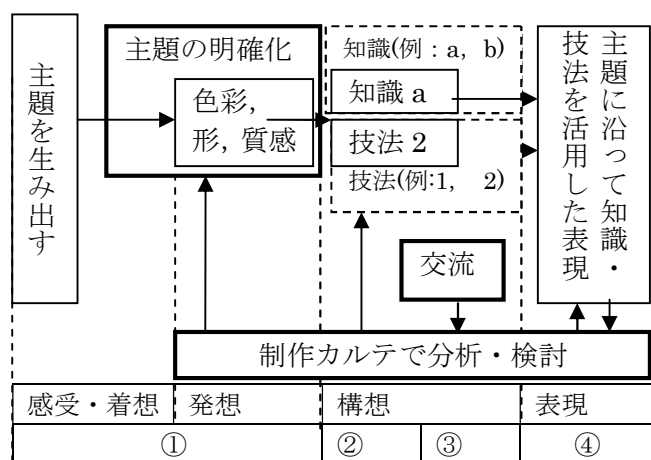 主題を生み出す
主題の明確化
色彩,
形, 質感
知識(例：a, b)
知識 a
技法 2
技法(例:1, 2)
交流
主題に沿って知識・
技法を活用した表現
制作カルテで分析・検討
感受・着想 発想 構想 表現
① ② ③ ④